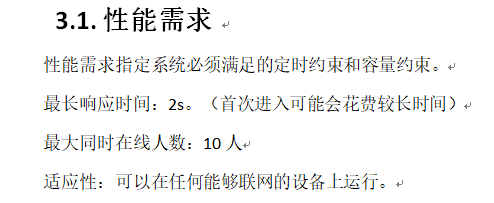 3.1. 性能需求
性能需求指定系统必须满足的定时约束和容量约束。
最长响应时间：2s。（首次进入可能会花费较长时间）
最大同时在线人数：10 人
适应性：可以在任何能够联网的设备上运行。